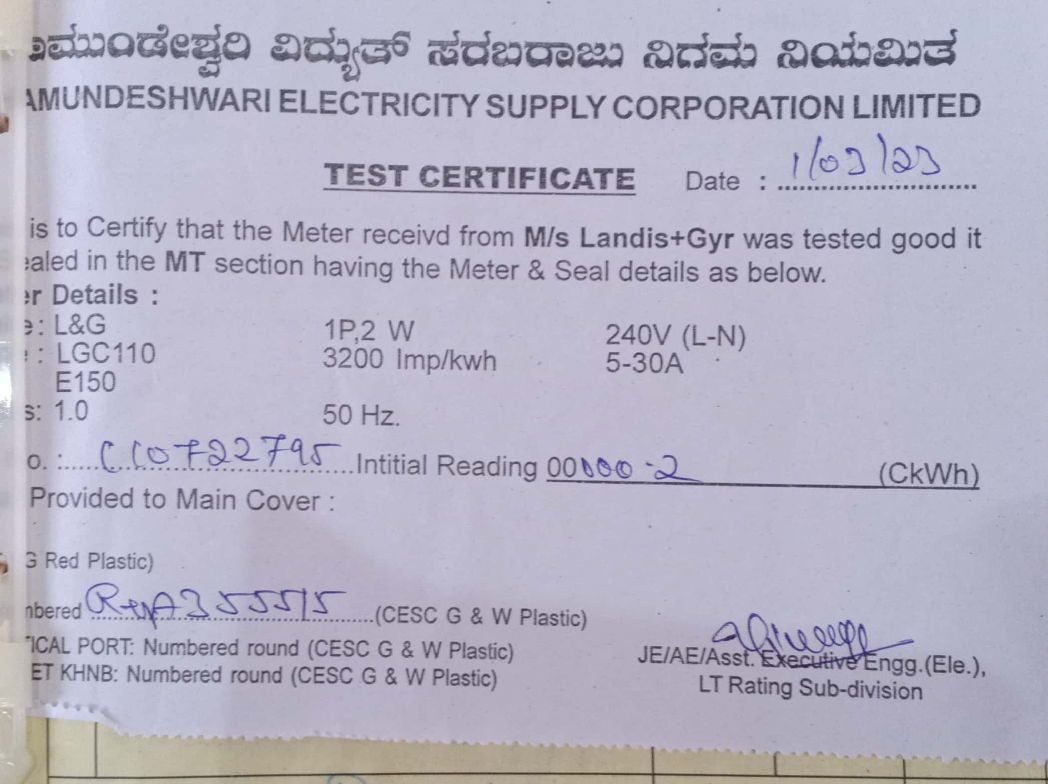 ಾಮುಂಡೇಶ್ವರಿ ವಿದ್ಯುತ್ ಸರಬರಾಜು ನಿಗಮ ನಿಯಮಿತ
AMUNDESHWARI ELECTRICITY SUPPLY CORPORATION LIMITED
TEST CERTIFICATE Date : 1/03/23
is to Certify that the Meter receivd from M/s Landis+Gyr was tested good it
ealed in the MT section having the Meter & Seal details as below.
er Details :
e: L&G 1P,2 W 240V (L-N)
: LGC110 3200 Imp/kwh 5-30A
E150
s: 1.0 50 Hz.
o. : CC0722795 Intitial Reading 00000-2 (CkWh)
Provided to Main Cover :
G Red Plastic)
nbered (CESC G & W Plastic)
TICAL PORT: Numbered round (CESC G & W Plastic)
ET KHNB: Numbered round (CESC G & W Plastic)
JE/AE/Asst. Executive Engg.(Ele.),
LT Rating Sub-division